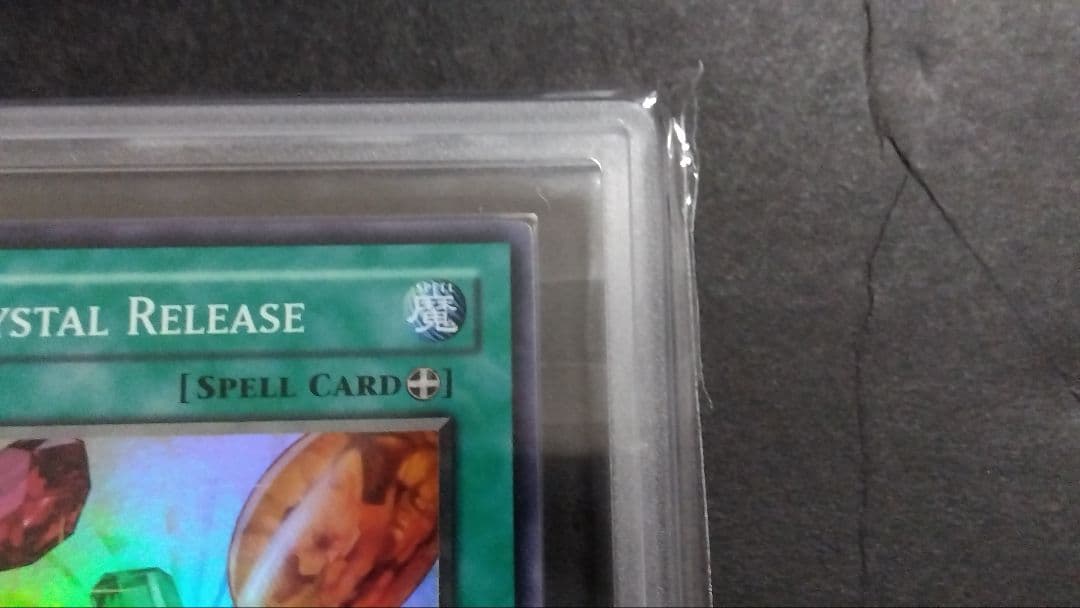 YSTAL RELEASE
SPELL
魔
[SPELL CARD]